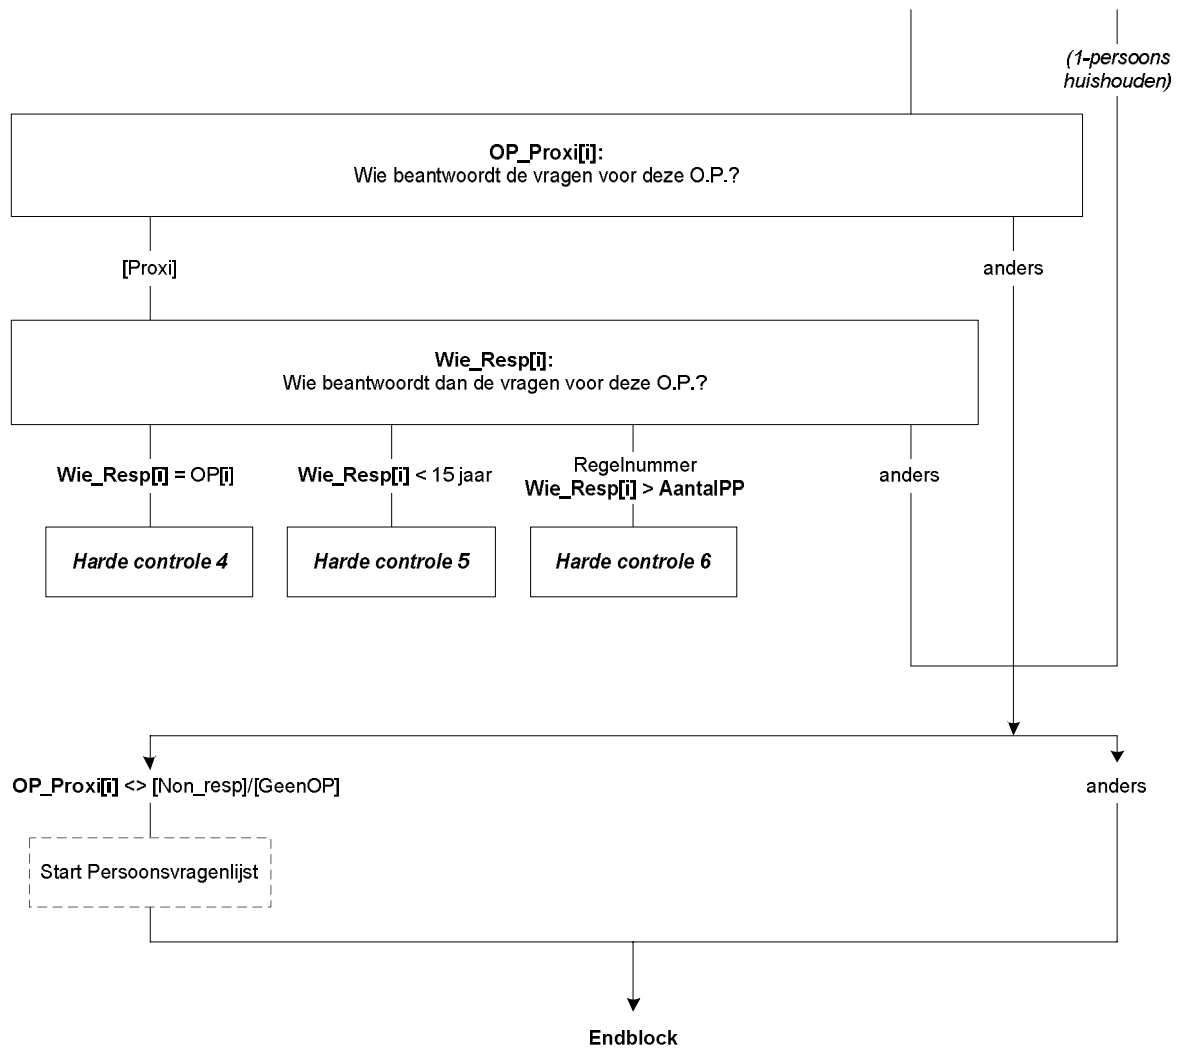 (1-persoons
huishouden)
OP_Proxi[i]:
Wie beantwoordt de vragen voor deze O.P.?
[Proxi]
anders
Wie_Resp[i]:
Wie beantwoordt dan de vragen voor deze O.P.?
Wie_Resp[i] = OP[i]
Wie_Resp[i] < 15 jaar
Regelnummer
Wie_Resp[i] > AantalPP
anders
Harde controle 4
Harde controle 5
Harde controle 6
OP_Proxi[i] <> [Non_resp]/[GeenOP]
anders
Start Persoonsvragenlijst
Endblock